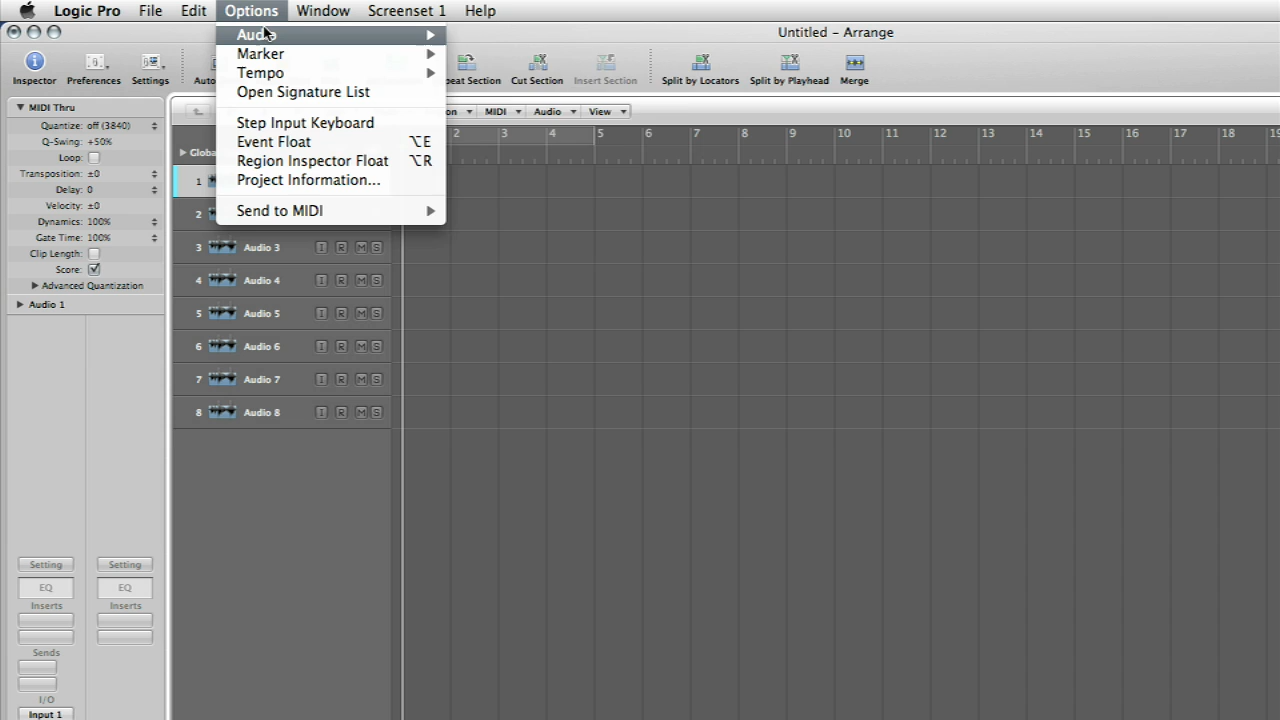 Logic Pro File Edit Options Window Screenset 1 Help
Untitled - Arrange
Inspector Preferences Settings Section Cut Section Insert Section Split by Locators Split by Playhead Merge
Audio
Marker
Tempo
Open Signature List
Step Input Keyboard
Event Float ⌥E
Region Inspector Float ⌥R
Project Information...
Send to MIDI
MIDI Audio View
2 3 4 5 6 7 8 9 10 11 12 13 14 15 16 17 18
MIDI Thru
Quantize: off (3840)
Q-Swing: +50%
Loop:
Transposition: ±0
Delay: 0
Velocity: ±0
Dynamics: 100%
Gate Time: 100%
Clip Length:
Score:
Advanced Quantization
Audio 1
1
2
3 Audio 3 I R M S
4 Audio 4 I R M S
5 Audio 5 I R M S
6 Audio 6 I R M S
7 Audio 7 I R M S
8 Audio 8 I R M S
Setting Setting
EQ EQ
Inserts Inserts
Sends
I/O
Input 1